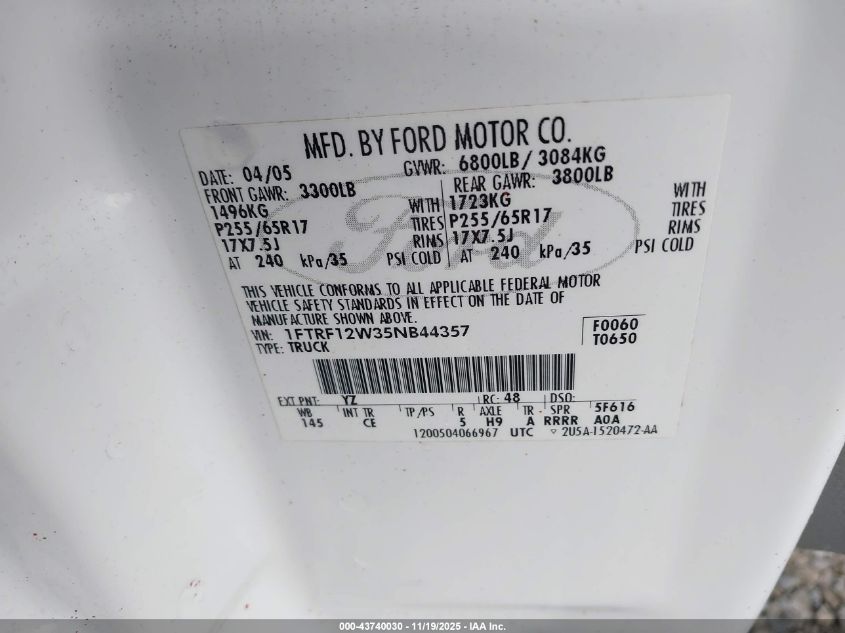 MFD. BY FORD MOTOR CO.
DATE: 04/05 GVWR: 6800LB/ 3084KG
FRONT GAWR: 3300LB REAR GAWR: 3800LB
1496KG WITH 1723KG WITH
P255/65R17 TIRES P255/65R17 TIRES
17X7.5J RIMS 17X7.5J RIMS
AT 240 kPa/35 PSI COLD AT 240 kPa/35 PSI COLD
Ford
THIS VEHICLE CONFORMS TO ALL APPLICABLE FEDERAL MOTOR
VEHICLE SAFETY STANDARDS IN EFFECT ON THE DATE OF
MANUFACTURE SHOWN ABOVE.
VIN: 1FTRF12W35NB44357 F0060
TYPE: TRUCK T0650
EXT PNT: YZ RC: 48 DSO:
WB INT TR TP/PS R AXLE TR SPR 5F616
145 CE 5 H9 A RRRR A0A
1200504066967 UTC 2U5A-1520472-AA
000-43740030 - 11/19/2025 - IAA Inc.